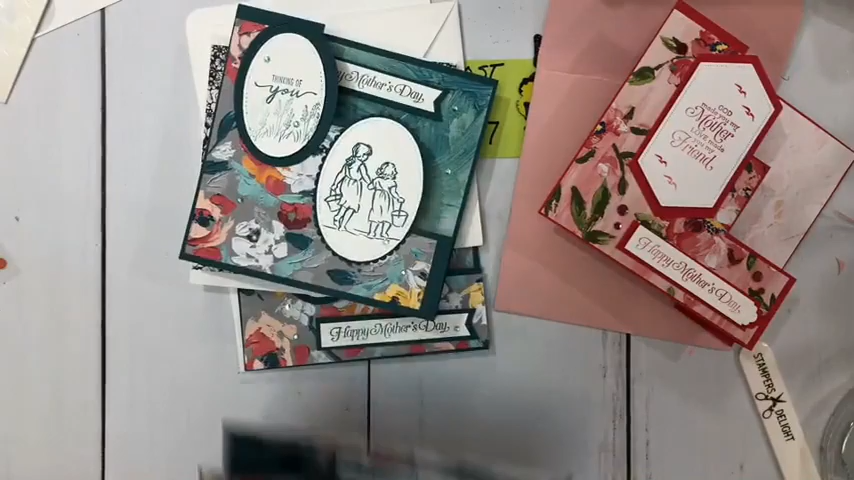 THINKING OF
you
Mother's Day
Happy Mother's Day
GOD
made you my
Mother
LOVE made
you my
Friend
Happy Mother's Day
STAMPERS
DELIGHT